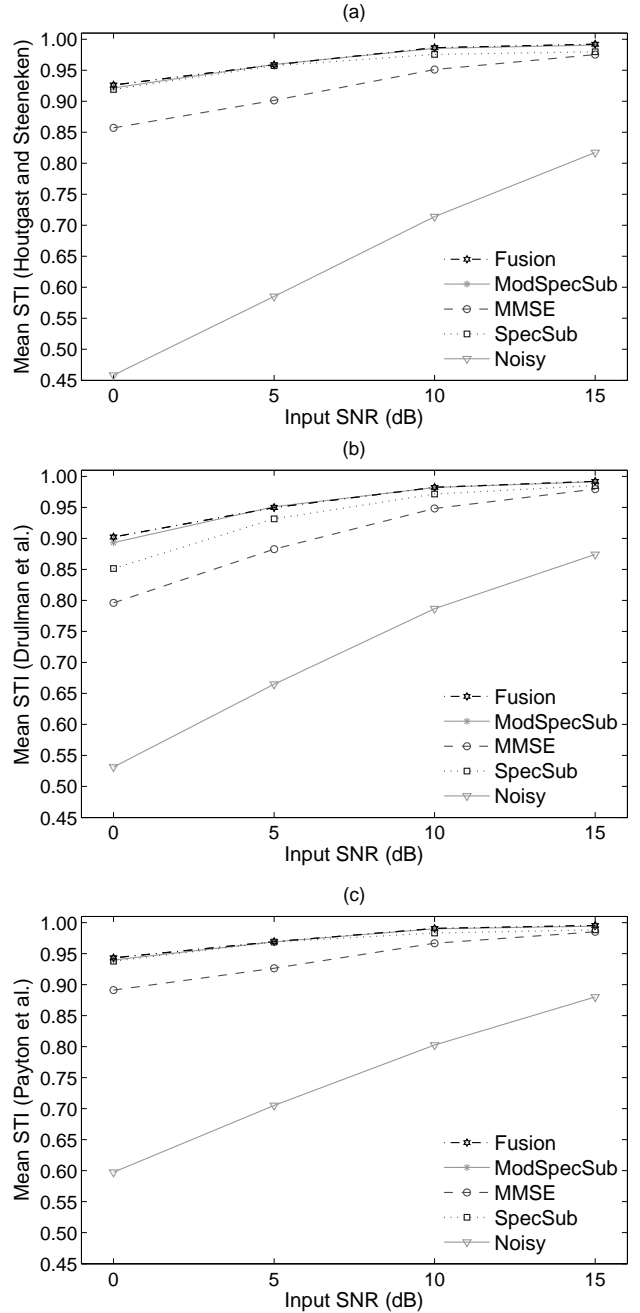 (a)
1.00
0.95
0.90
0.85
0.80
0.75
0.70
0.65
0.60
0.55
0.50
0.45
Mean STI (Houtgast and Steeneken)
Fusion
ModSpecSub
MMSE
SpecSub
Noisy
0 5 10 15
Input SNR (dB)
(b)
1.00
0.95
0.90
0.85
0.80
0.75
0.70
0.65
0.60
0.55
0.50
0.45
Mean STI (Drullman et al.)
Fusion
ModSpecSub
MMSE
SpecSub
Noisy
0 5 10 15
Input SNR (dB)
(c)
1.00
0.95
0.90
0.85
0.80
0.75
0.70
0.65
0.60
0.55
0.50
0.45
Mean STI (Payton et al.)
Fusion
ModSpecSub
MMSE
SpecSub
Noisy
0 5 10 15
Input SNR (dB)